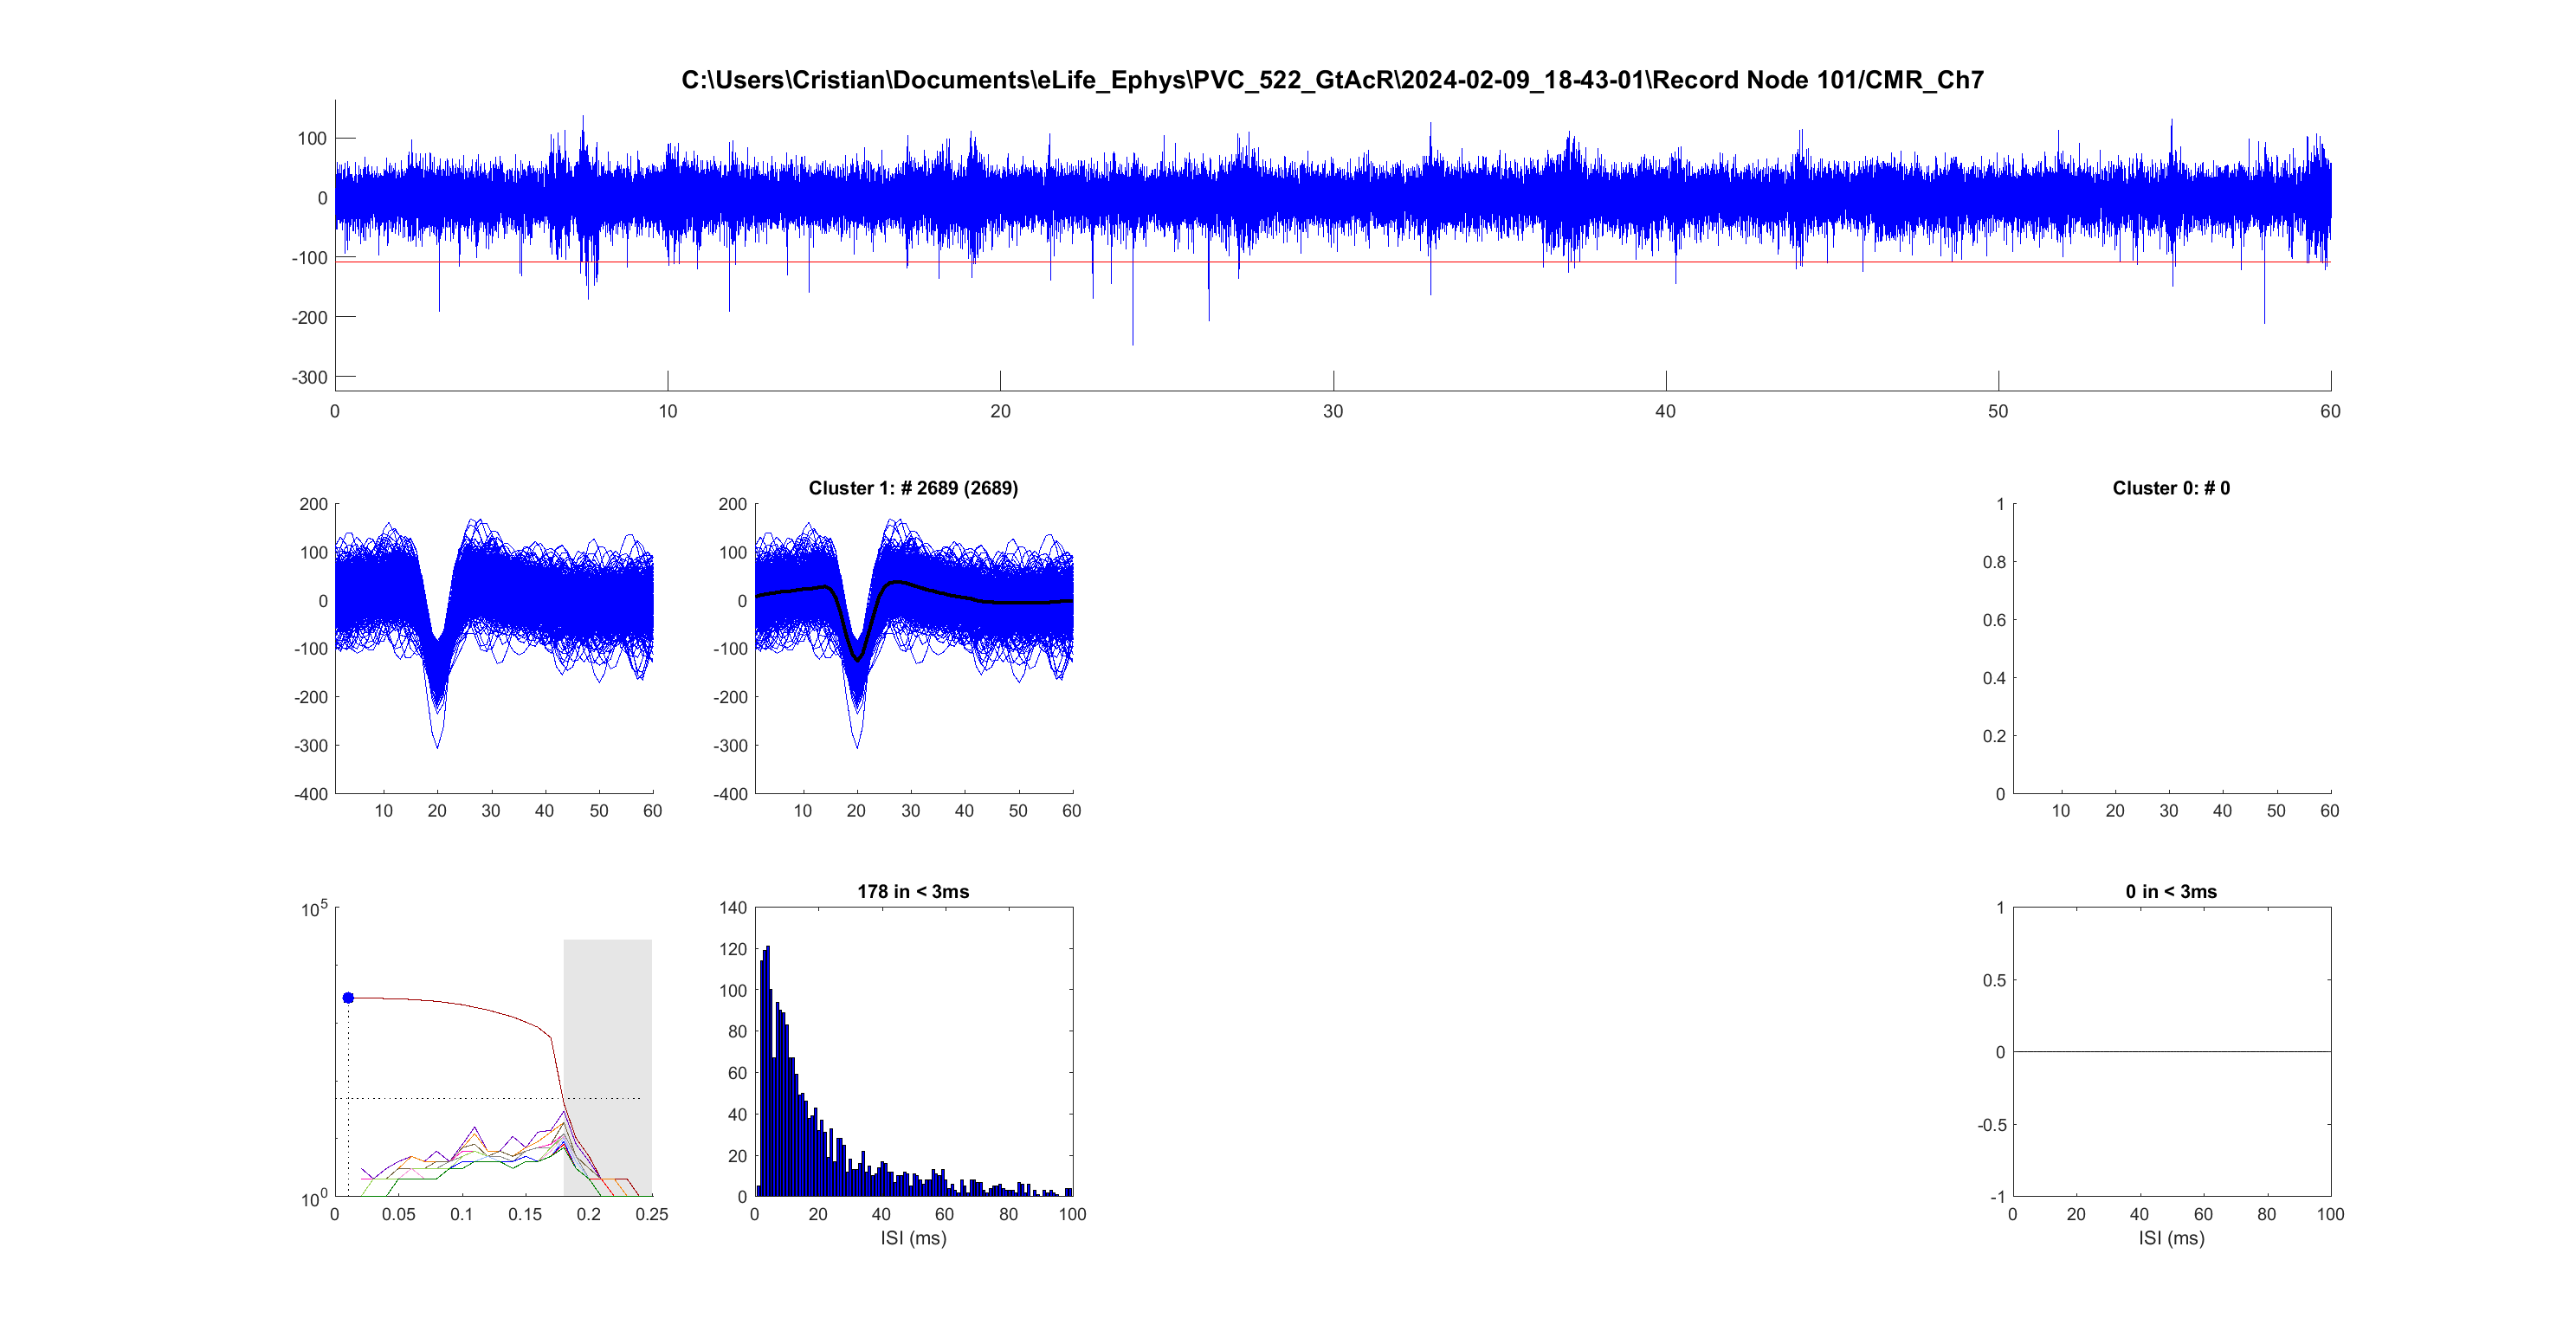 C:\Users\Cristian\Documents\eLife_Ephys\PVC_522_GtAcR\2024-02-09_18-43-01\Record Node 101/CMR_Ch7
100
0
-100
-200
-300
0 10 20 30 40 50 60
Cluster 1: # 2689 (2689)
Cluster 0: # 0
200
100
0
-100
-200
-300
-400
10 20 30 40 50 60
200
100
0
-100
-200
-300
-400
10 20 30 40 50 60
1
0.8
0.6
0.4
0.2
0
10 20 30 40 50 60
178 in < 3ms
0 in < 3ms
10^5
10^0
0 0.05 0.1 0.15 0.2 0.25
140
120
100
80
60
40
20
0
0 20 40 60 80 100
ISI (ms)
1
0.5
0
-0.5
-1
0 20 40 60 80 100
ISI (ms)